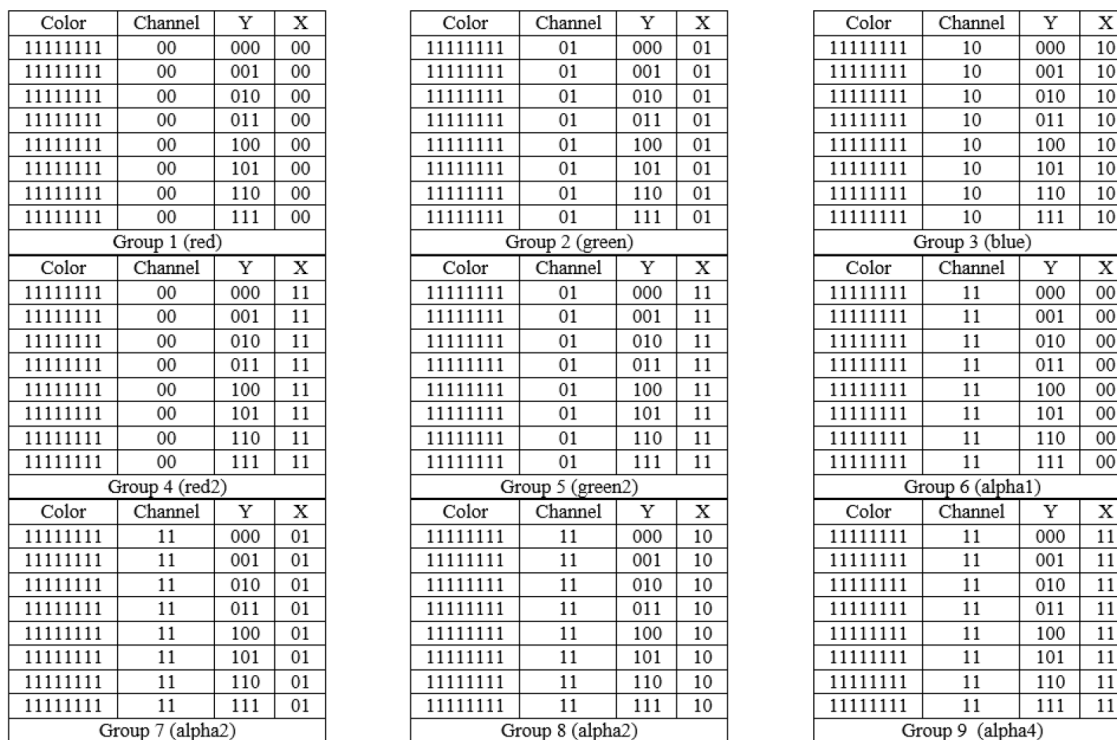 Color Channel Y X Color Channel Y X Color Channel Y X
11111111 00 000 00 11111111 01 000 01 11111111 10 000 10
11111111 00 001 00 11111111 01 001 01 11111111 10 001 10
11111111 00 010 00 11111111 01 010 01 11111111 10 010 10
11111111 00 011 00 11111111 01 011 01 11111111 10 011 10
11111111 00 100 00 11111111 01 100 01 11111111 10 100 10
11111111 00 101 00 11111111 01 101 01 11111111 10 101 10
11111111 00 110 00 11111111 01 110 01 11111111 10 110 10
11111111 00 111 00 11111111 01 111 01 11111111 10 111 10
Group 1 (red) Group 2 (green) Group 3 (blue)
Color Channel Y X Color Channel Y X Color Channel Y X
11111111 00 000 11 11111111 01 000 11 11111111 11 000 00
11111111 00 001 11 11111111 01 001 11 11111111 11 001 00
11111111 00 010 11 11111111 01 010 11 11111111 11 010 00
11111111 00 011 11 11111111 01 011 11 11111111 11 011 00
11111111 00 100 11 11111111 01 100 11 11111111 11 100 00
11111111 00 101 11 11111111 01 101 11 11111111 11 101 00
11111111 00 110 11 11111111 01 110 11 11111111 11 110 00
11111111 00 111 11 11111111 01 111 11 11111111 11 111 00
Group 4 (red2) Group 5 (green2) Group 6 (alpha1)
Color Channel Y X Color Channel Y X Color Channel Y X
11111111 11 000 01 11111111 11 000 10 11111111 11 000 11
11111111 11 001 01 11111111 11 001 10 11111111 11 001 11
11111111 11 010 01 11111111 11 010 10 11111111 11 010 11
11111111 11 011 01 11111111 11 011 10 11111111 11 011 11
11111111 11 100 01 11111111 11 100 10 11111111 11 100 11
11111111 11 101 01 11111111 11 101 10 11111111 11 101 11
11111111 11 110 01 11111111 11 110 10 11111111 11 110 11
11111111 11 111 01 11111111 11 111 10 11111111 11 111 11
Group 7 (alpha2) Group 8 (alpha2) Group 9 (alpha4)